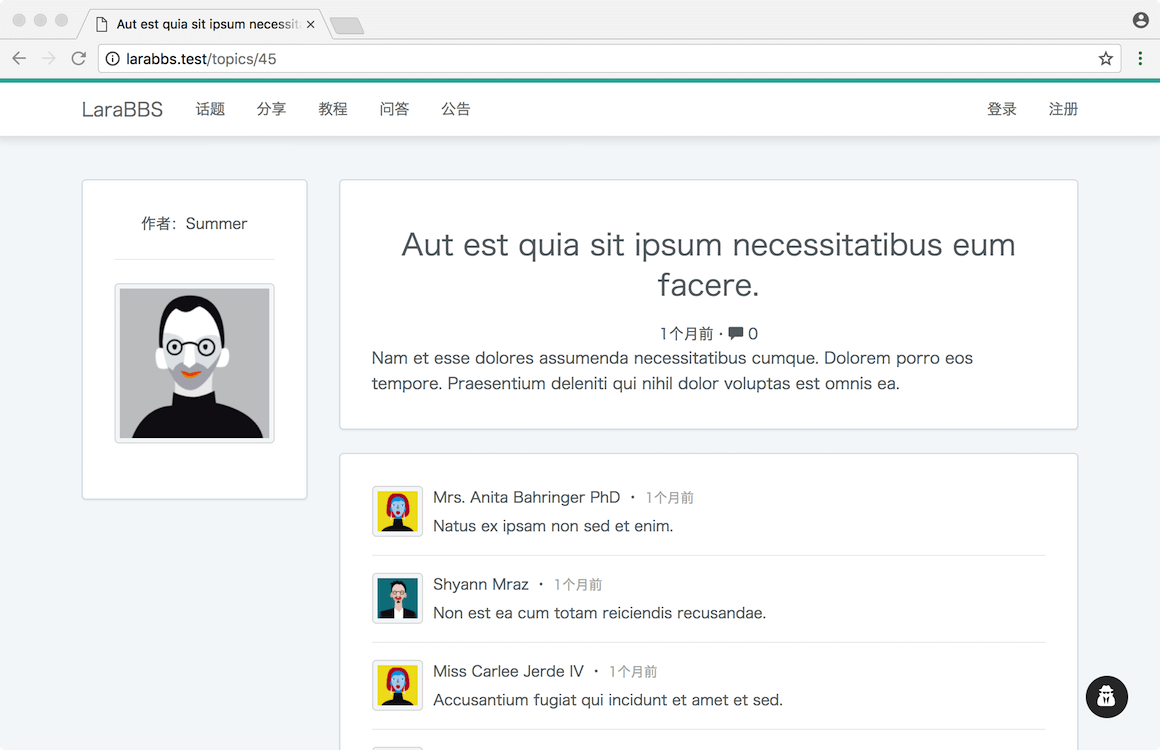 Aut est quia sit ipsum necessit
larabbs.test/topics/45
LaraBBS 话题 分享 教程 问答 公告 登录 注册
作者：Summer
Aut est quia sit ipsum necessitatibus eum
facere.
1个月前 · 0
Nam et esse dolores assumenda necessitatibus cumque. Dolorem porro eos
tempore. Praesentium deleniti qui nihil dolor voluptas est omnis ea.
Mrs. Anita Bahringer PhD · 1个月前
Natus ex ipsam non sed et enim.
Shyann Mraz · 1个月前
Non est ea cum totam reiciendis recusandae.
Miss Carlee Jerde IV · 1个月前
Accusantium fugiat qui incidunt et amet et sed.